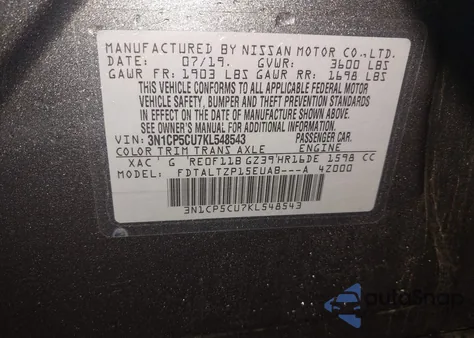 MANUFACTURED BY NISSAN MOTOR CO.,LTD.
DATE: 07/19. GVWR: 3600 LBS
GAWR FR: 1903 LBS GAWR RR: 1698 LBS
THIS VEHICLE CONFORMS TO ALL APPLICABLE FEDERAL MOTOR
VEHICLE SAFETY, BUMPER AND THEFT PREVENTION STANDARDS
IN EFFECT ON THE DATE OF MANUFACTURE SHOWN ABOVE.
SEE OWNER'S MANUAL FOR ADDITIONAL INFORMATION.
VIN: 3N1CP5CU7KL548543 PASSENGER CAR.
COLOR TRIM TRANS AXLE ENGINE
XAC G RE0F11B GZ39 HR16DE 1598 CC
MODEL: FDTALTZP15EUAB---A 4Z000
3N1CP5CU7KL548543
autoSnap